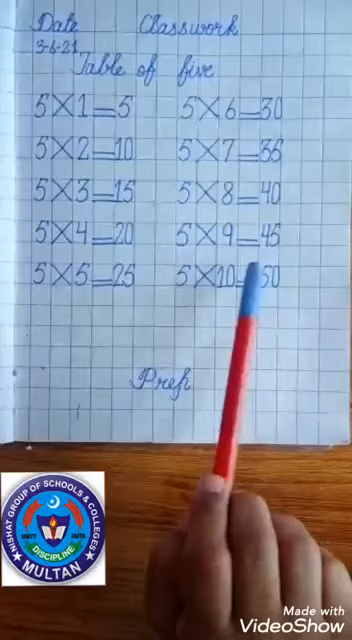 Date Classwork
3-6-21
Table of five
5×1=5 5×6=30
5×2=10 5×7=35
5×3=15 5×8=40
5×4=20 5×9=45
5×5=25 5×10=50
Prep
NISHAT GROUP OF SCHOOLS & COLLEGES
UNITY FAITH
DISCIPLINE
MULTAN
Made with
VideoShow